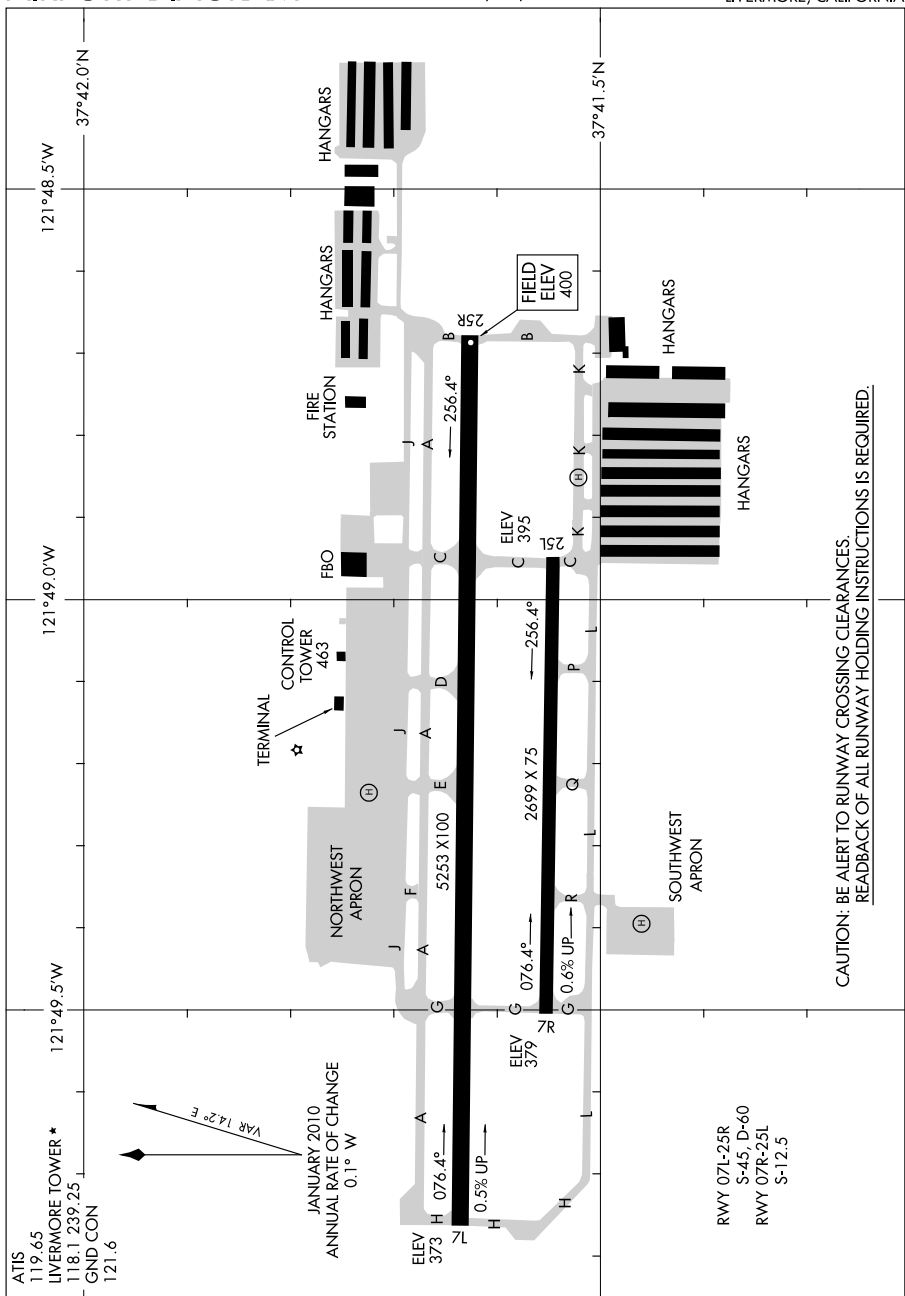 LIVERMORE, CALIFORNIA
ATIS
119.65
LIVERMORE TOWER ★
118.1 239.25
GND CON
121.6
121°49.5'W
121°49.0'W
121°48.5'W
37°42.0'N
37°41.5'N
VAR 14.2° E
JANUARY 2010
ANNUAL RATE OF CHANGE
0.1° W
HANGARS
HANGARS
FIRE
STATION
FBO
CONTROL
TOWER
463
TERMINAL
H
NORTHWEST
APRON
J
J
J
F
A
A
A
A
H
G
E
D
C
B
ELEV
373
7L
076.4°
0.5% UP
5253 X100
256.4°
25R
FIELD
ELEV
400
H
H
G
C
B
ELEV
379
7R
076.4°
0.6% UP
2699 X 75
256.4°
25L
ELEV
395
G
R
Q
P
C
K
K
K
H
L
L
L
H
SOUTHWEST
APRON
HANGARS
HANGARS
RWY 07L-25R
S-45, D-60
RWY 07R-25L
S-12.5
CAUTION: BE ALERT TO RUNWAY CROSSING CLEARANCES.
READBACK OF ALL RUNWAY HOLDING INSTRUCTIONS IS REQUIRED.